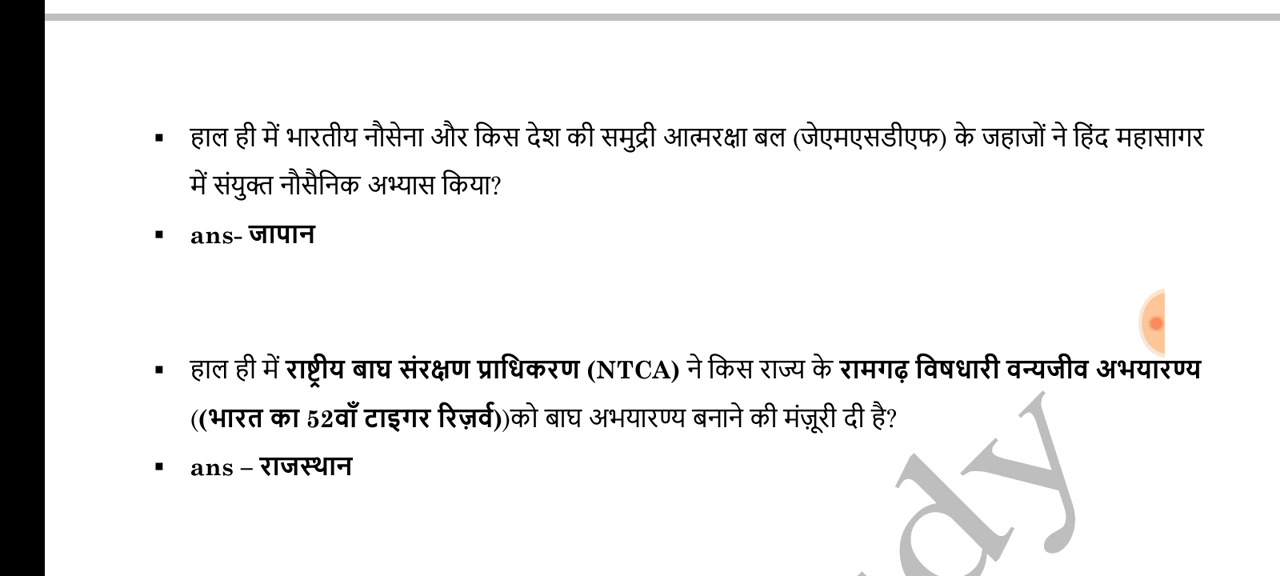 ▪ हाल ही में भारतीय नौसेना और किस देश की समुद्री आत्मरक्षा बल (जेएमएसडीएफ) के जहाजों ने हिंद महासागर
में संयुक्त नौसैनिक अभ्यास किया?
▪ ans- जापान
▪ हाल ही में राष्ट्रीय बाघ संरक्षण प्राधिकरण (NTCA) ने किस राज्य के रामगढ़ विषधारी वन्यजीव अभयारण्य
((भारत का 52वाँ टाइगर रिज़र्व))को बाघ अभयारण्य बनाने की मंज़ूरी दी है?
▪ ans – राजस्थान